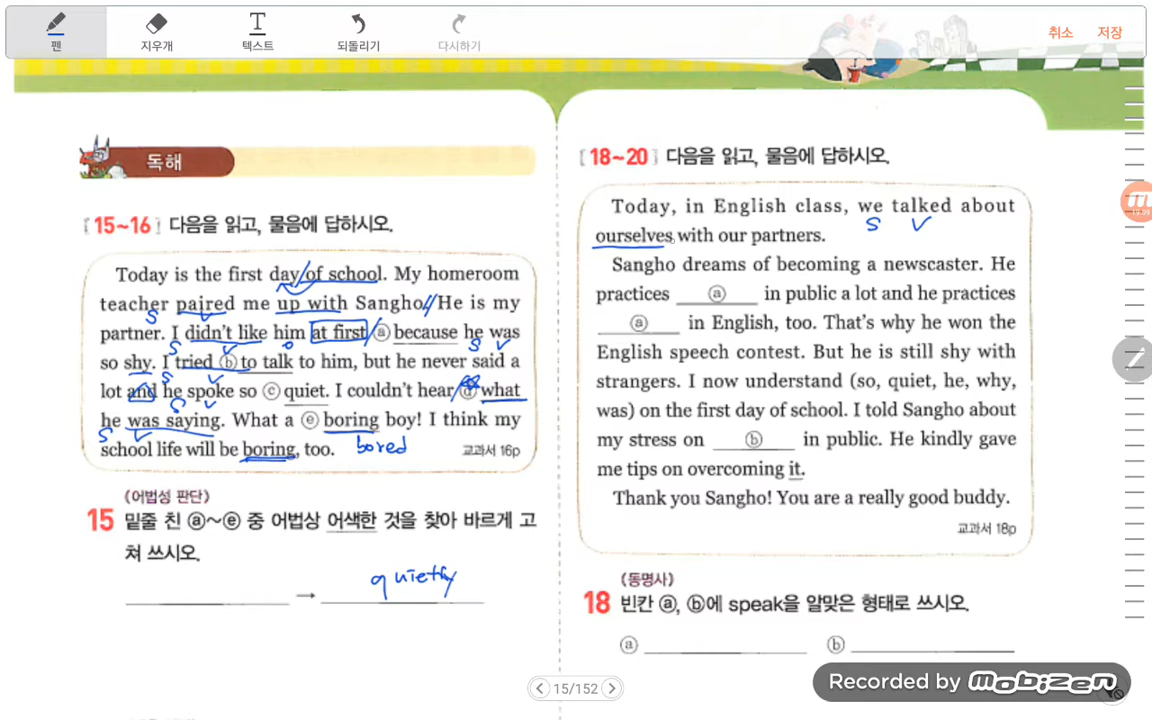 펜
지우개
텍스트
되돌리기
다시하기
취소
저장
독해
[15~16] 다음을 읽고, 물음에 답하시오.
Today is the first day of school. My homeroom
teacher paired me up with Sangho. He is my
partner. I didn't like him at first ⓐ because he was
so shy. I tried ⓑ to talk to him, but he never said a
lot and he spoke so ⓒ quiet. I couldn't hear ⓓ what
he was saying. What a ⓔ boring boy! I think my
school life will be boring, too.
bored
교과서 16p
S
S V
S V O S V
S V
S V
S V
(어법성 판단)
15 밑줄 친 ⓐ~ⓔ 중 어법상 어색한 것을 찾아 바르게 고
쳐 쓰시오.
→ quietly
[18~20] 다음을 읽고, 물음에 답하시오.
Today, in English class, we talked about
S V
ourselves with our partners.
Sangho dreams of becoming a newscaster. He
practices ⓐ in public a lot and he practices
ⓐ in English, too. That's why he won the
English speech contest. But he is still shy with
strangers. I now understand (so, quiet, he, why,
was) on the first day of school. I told Sangho about
my stress on ⓑ in public. He kindly gave
me tips on overcoming it.
Thank you Sangho! You are a really good buddy.
교과서 18p
(동명사)
18 빈칸 ⓐ, ⓑ에 speak을 알맞은 형태로 쓰시오.
ⓐ ⓑ
15/152
Recorded by mobizen